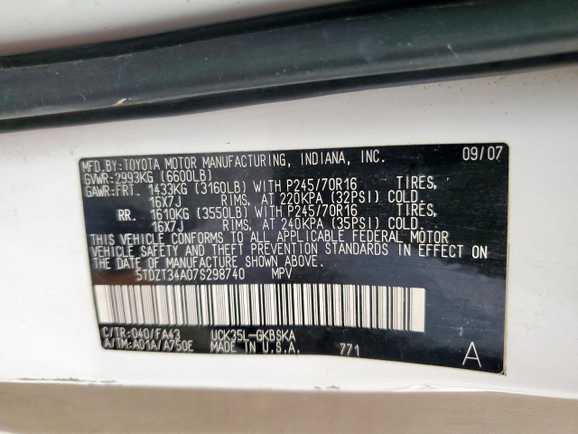 MFD.BY:TOYOTA MOTOR MANUFACTURING, INDIANA, INC. 09/07
GVWR:2993KG (6600LB)
GAWR:FRT. 1433KG (3160LB) WITH P245/70R16 TIRES,
16X7J RIMS, AT 220KPA (32PSI) COLD.
RR. 1610KG (3550LB) WITH P245/70R16 TIRES,
16X7J RIMS, AT 240KPA (35PSI) COLD.
THIS VEHICLE CONFORMS TO ALL APPLICABLE FEDERAL MOTOR
VEHICLE SAFETY AND THEFT PREVENTION STANDARDS IN EFFECT ON
THE DATE OF MANUFACTURE SHOWN ABOVE.
5TDZT34A07S298740 MPV
C/TR:040/FA43 UCK35L-GKBSKA
A/TM:A01A/A750E MADE IN U.S.A. 771 A